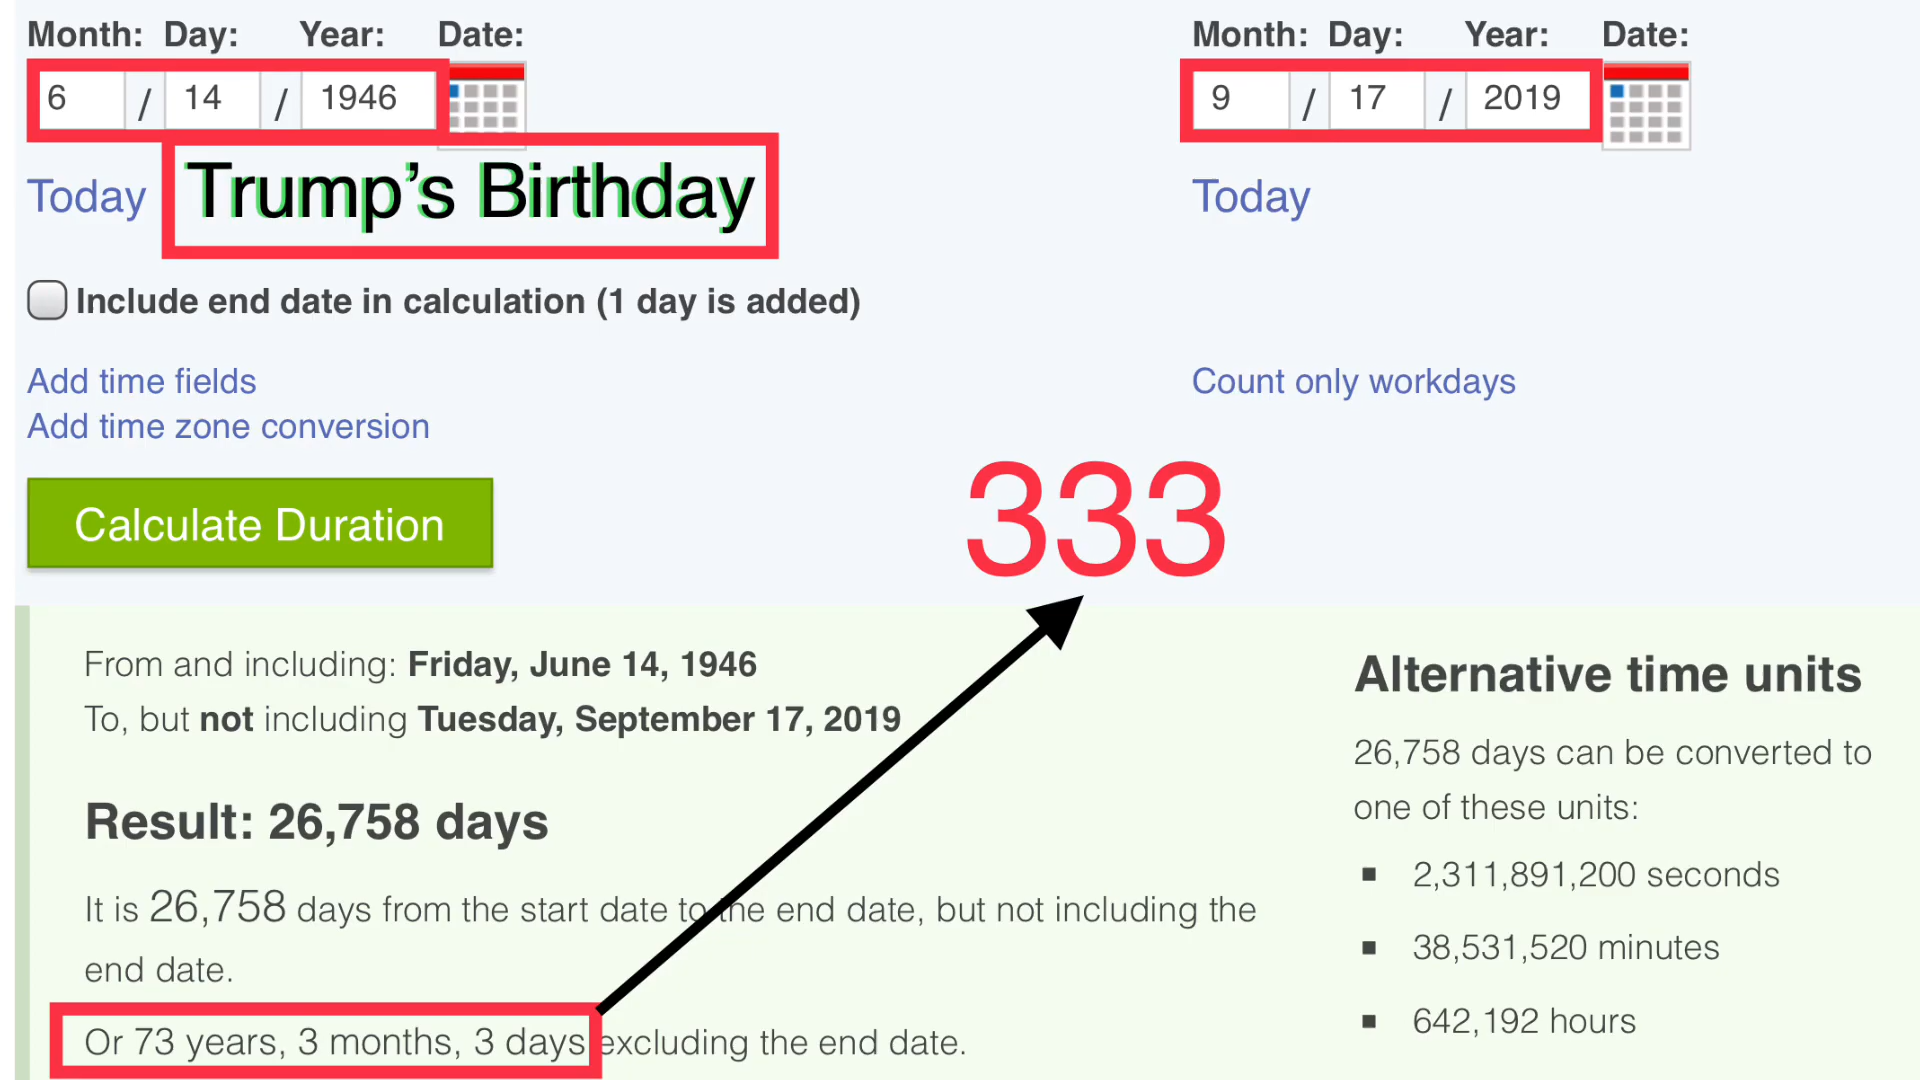 Month: Day: Year: Date:
6 / 14 / 1946
Today
Trump’s Birthday
Month: Day: Year: Date:
9 / 17 / 2019
Today
Include end date in calculation (1 day is added)
Add time fields
Add time zone conversion
Count only workdays
Calculate Duration
333
From and including: Friday, June 14, 1946
To, but not including Tuesday, September 17, 2019
Result: 26,758 days
It is 26,758 days from the start date to the end date, but not including the
end date.
Or 73 years, 3 months, 3 days excluding the end date.
Alternative time units
26,758 days can be converted to
one of these units:
2,311,891,200 seconds
38,531,520 minutes
642,192 hours